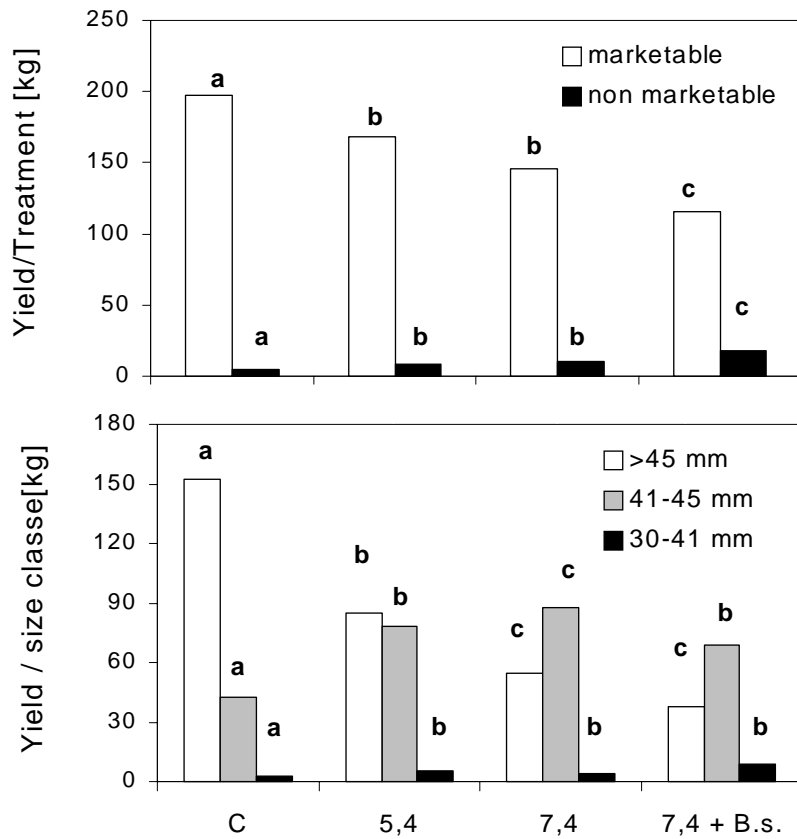 250
200
150
100
50
0
Yield/Treatment [kg]
marketable
non marketable
a
b
b
c
a
b
b
c
180
150
120
90
60
30
0
Yield / size classe[kg]
>45 mm
41-45 mm
30-41 mm
a
b
b
c
c
c
b
a
a
b
b
b
C 5,4 7,4 7,4 + B.s.